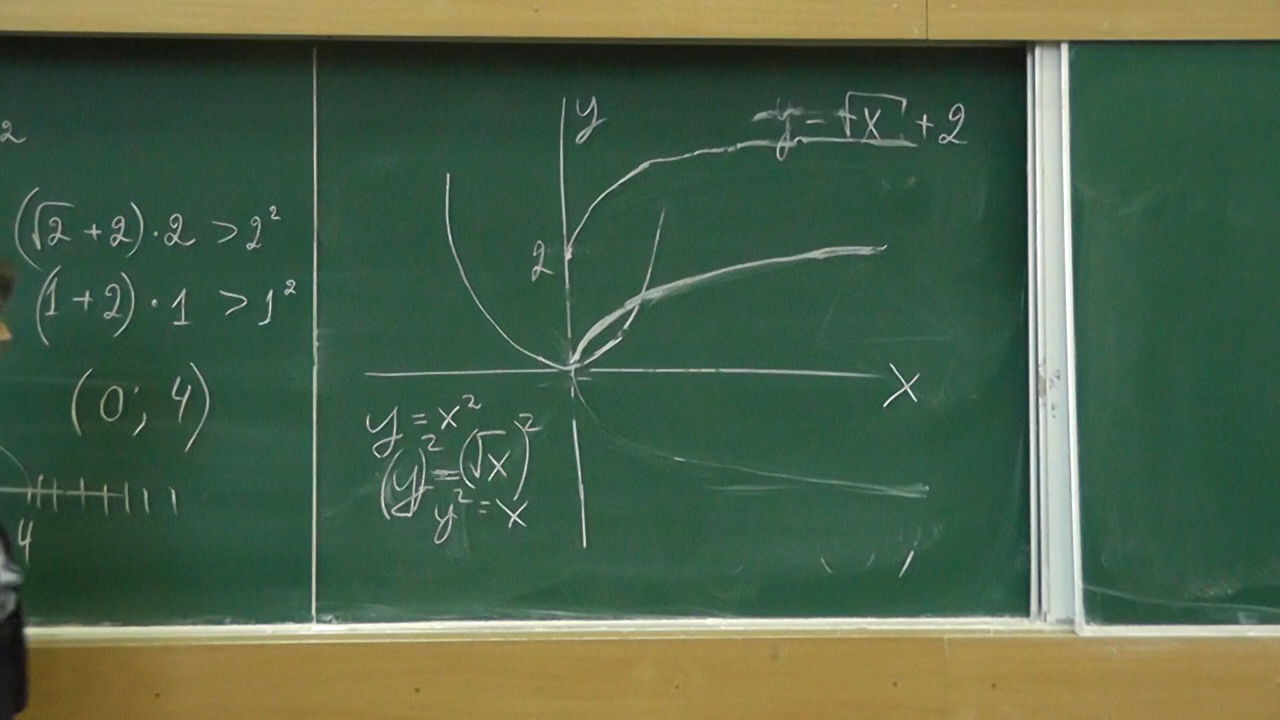 2
(√2 + 2) · 2 > 2²
(1 + 2) · 1 > 1²
(0; 4)
4
y
y = √x + 2
2
x
y = x²
(y)² = (√x)²
y² = x